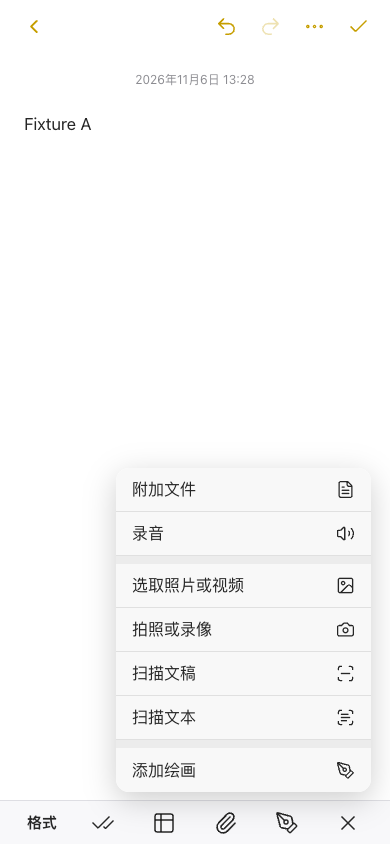 2026年11月6日 13:28
Fixture A
附加文件
录音
选取照片或视频
拍照或录像
扫描文稿
扫描文本
添加绘画
格式